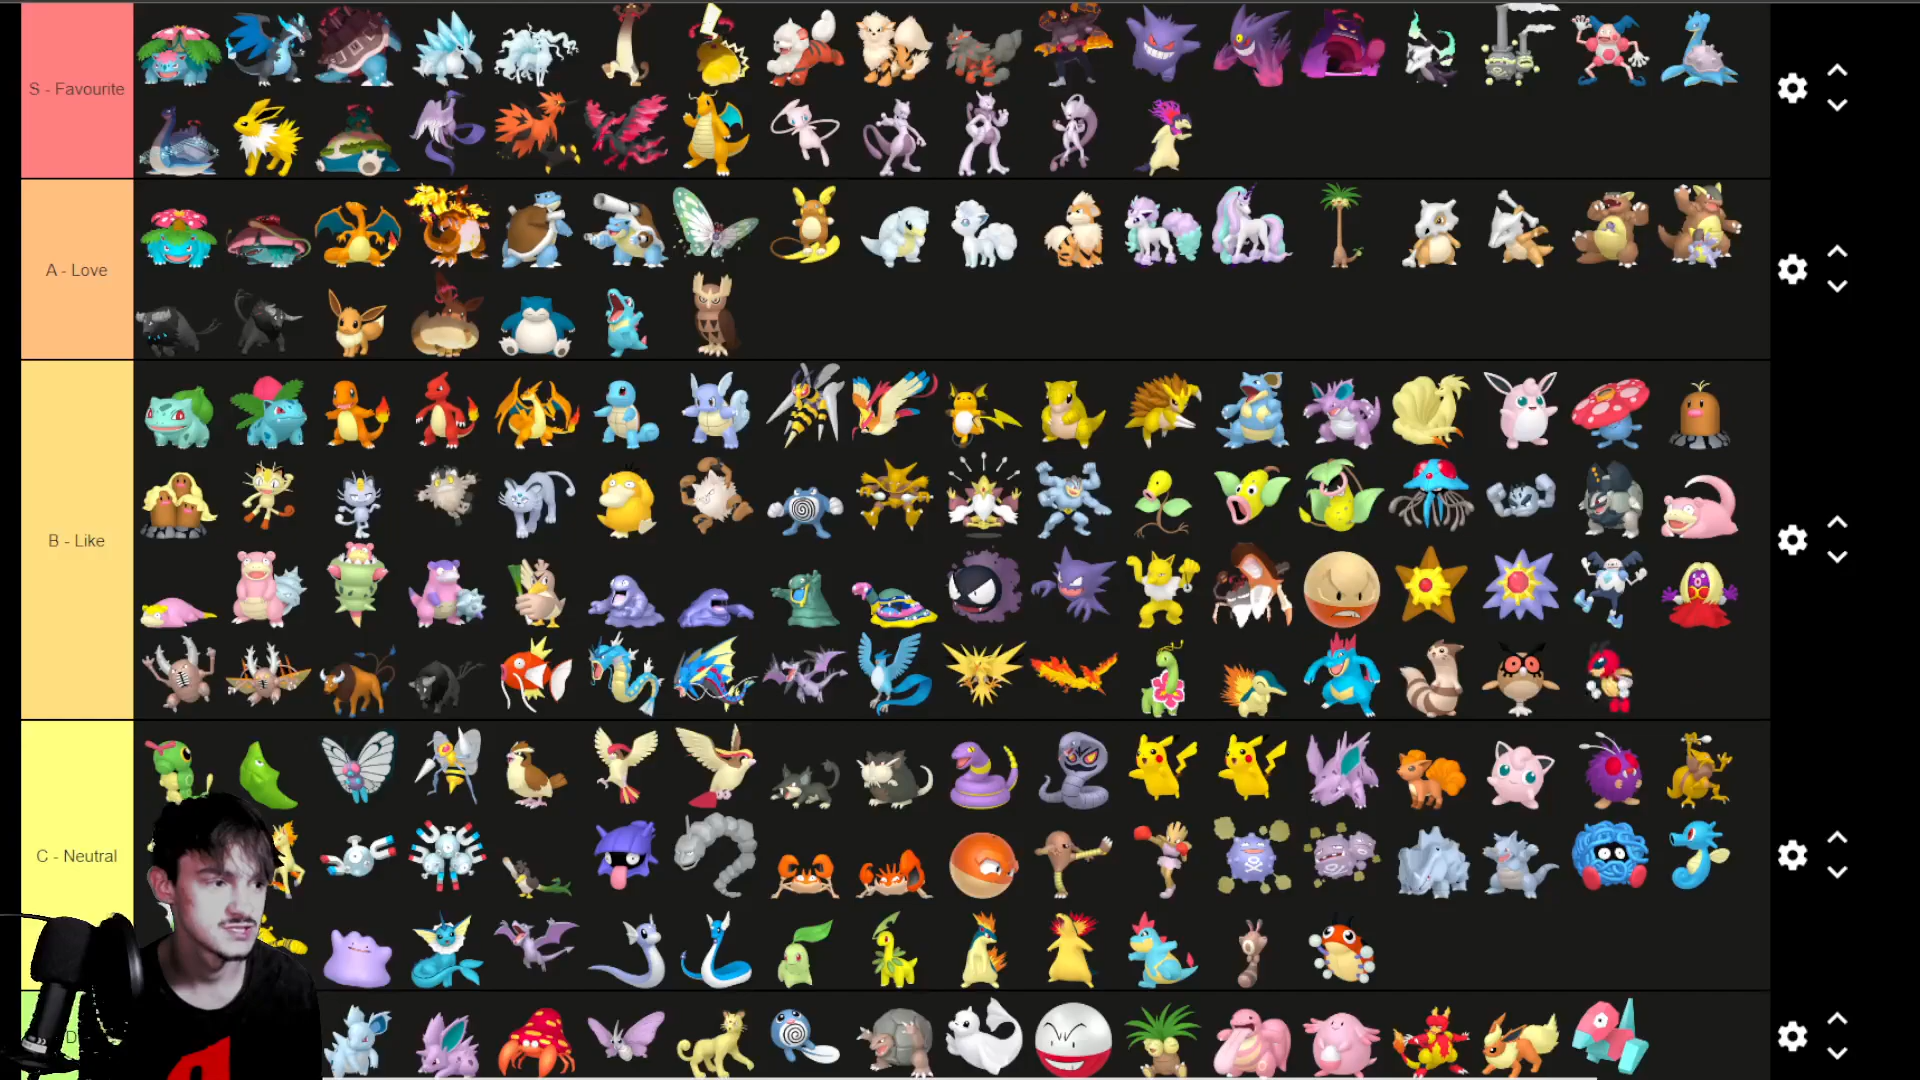 S - Favourite
A - Love
B - Like
C - Neutral
D